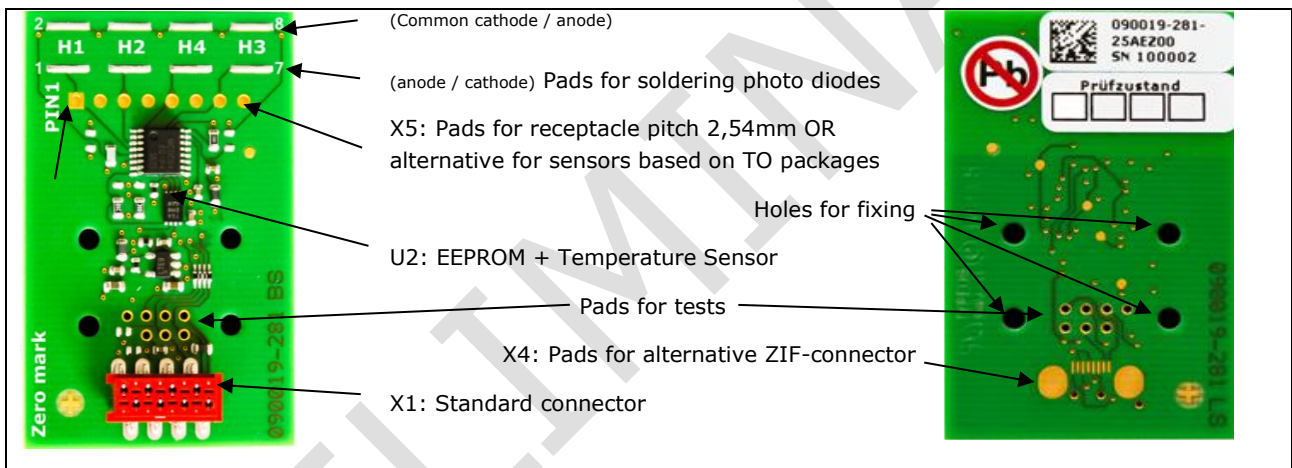 2
8
(Common cathode / anode)
H1 H2 H4 H3
1
7
(anode / cathode) Pads for soldering photo diodes
PIN1
X5: Pads for receptacle pitch 2,54mm OR
alternative for sensors based on TO packages
U2: EEPROM + Temperature Sensor
Pads for tests
X4: Pads for alternative ZIF-connector
X1: Standard connector
Zero mark
090019-281 BS
Holes for fixing
Pb
090019-281-
25AEZ00
SN 100002
Prüfzustand
090019-281 LS
ELIMINA